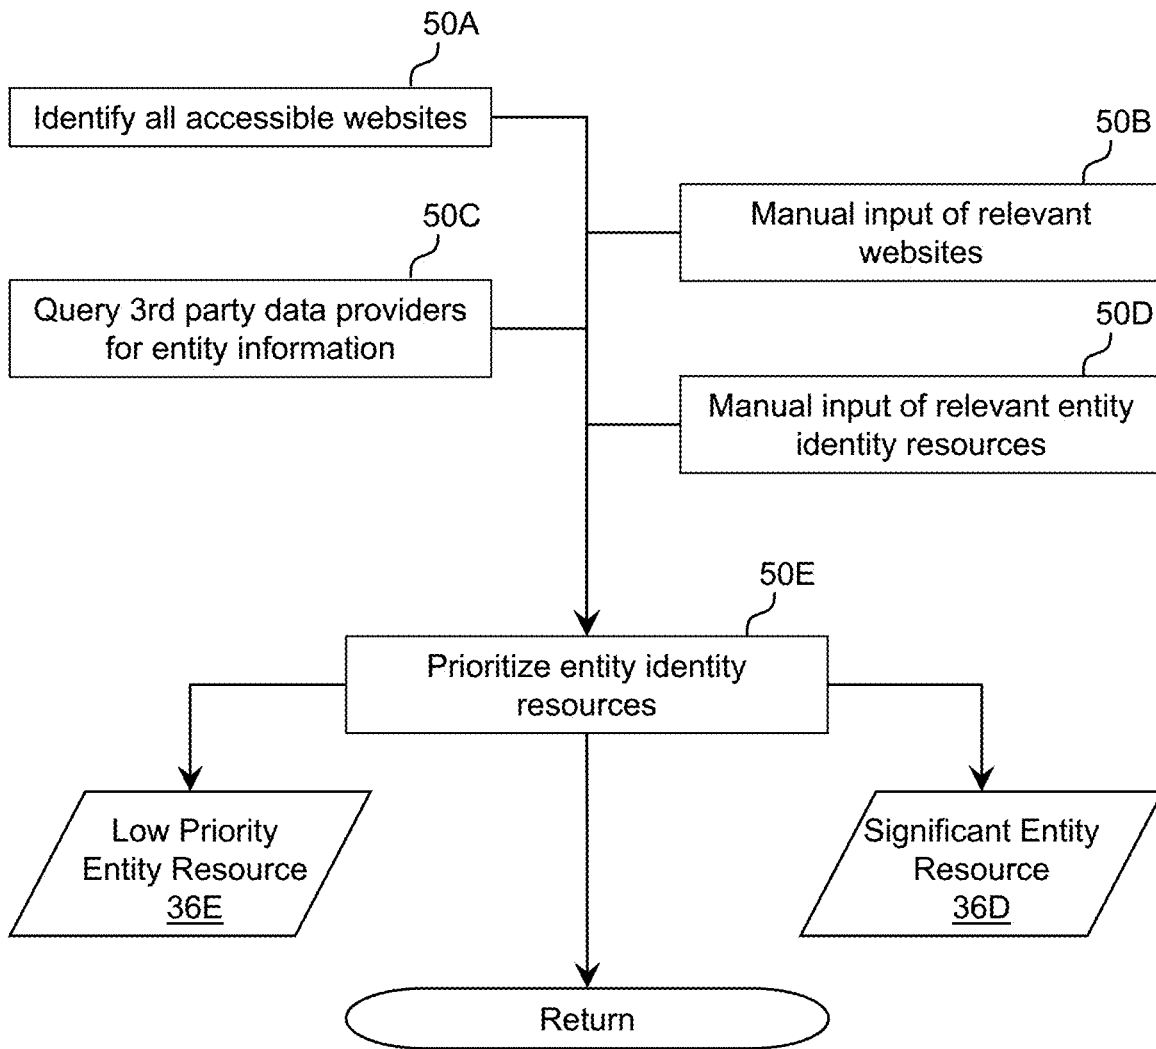 50A
Identify all accessible websites
50B
Manual input of relevant
websites
50C
Query 3rd party data providers
for entity information
50D
Manual input of relevant entity
identity resources
50E
Prioritize entity identity
resources
Low Priority
Entity Resource
36E
Significant Entity
Resource
36D
Return